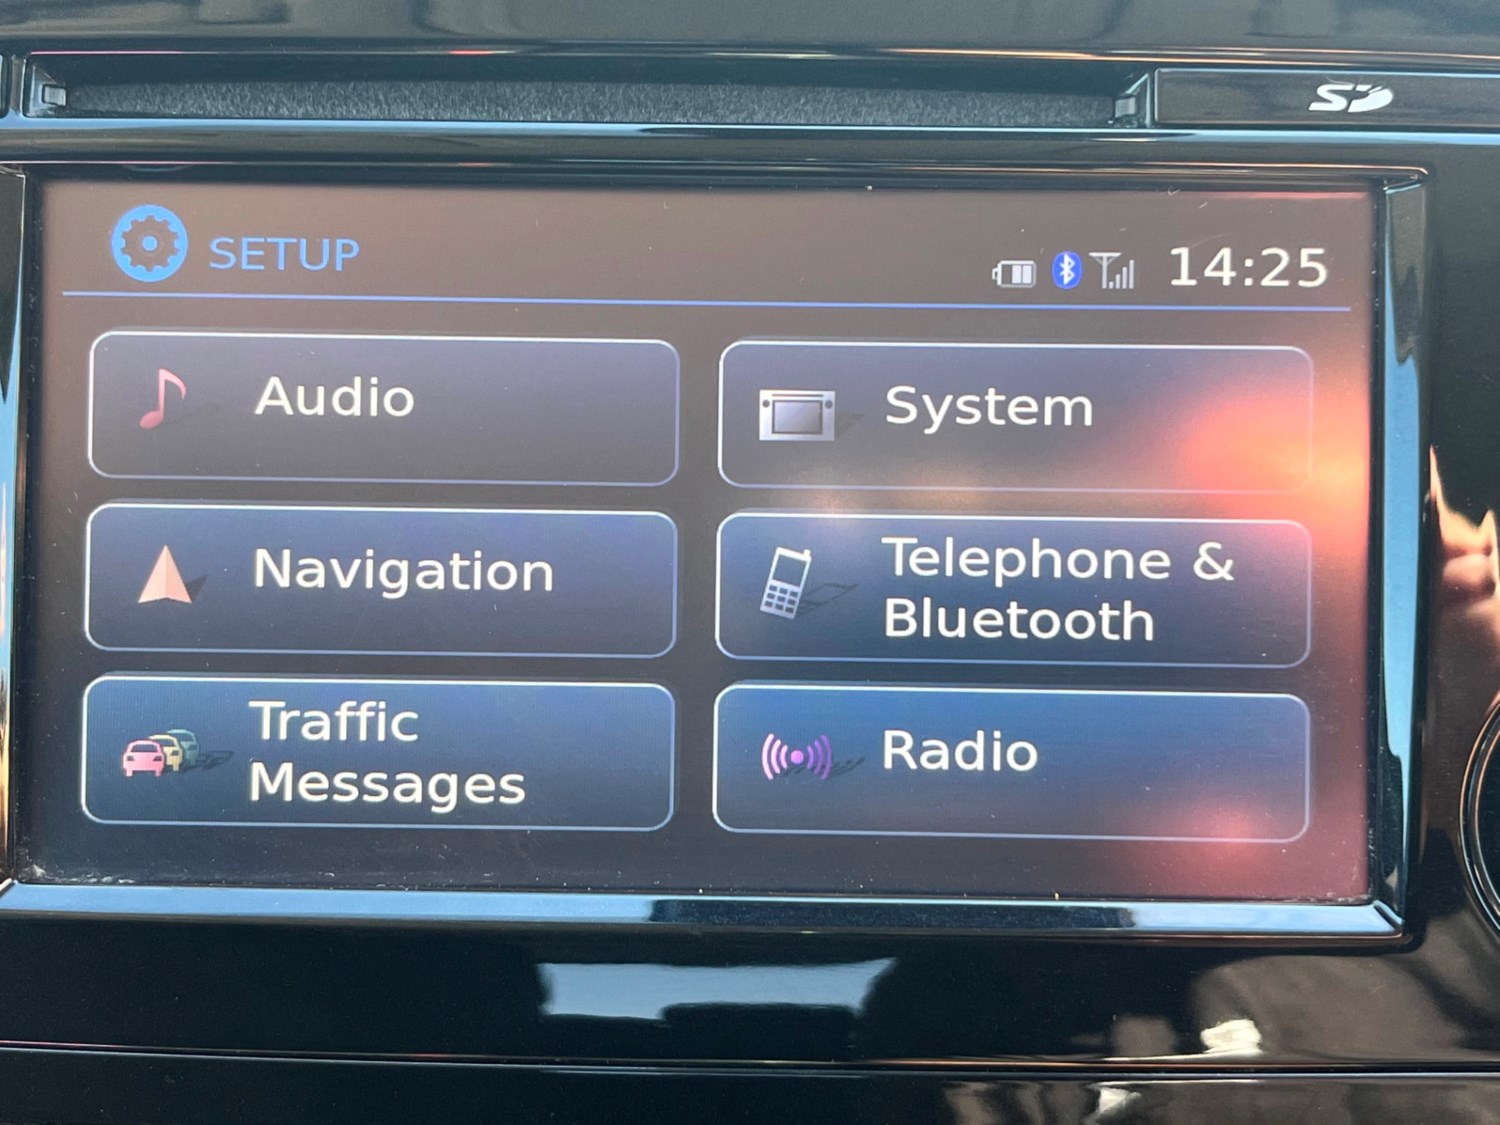 SD
SETUP
14:25
Audio
System
Navigation
Telephone &
Bluetooth
Traffic
Messages
Radio